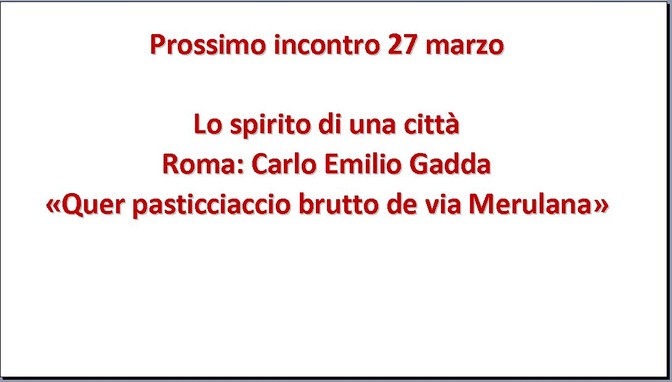 Prossimo incontro 27 marzo
Lo spirito di una città
Roma: Carlo Emilio Gadda
«Quer pasticciaccio brutto de via Merulana»